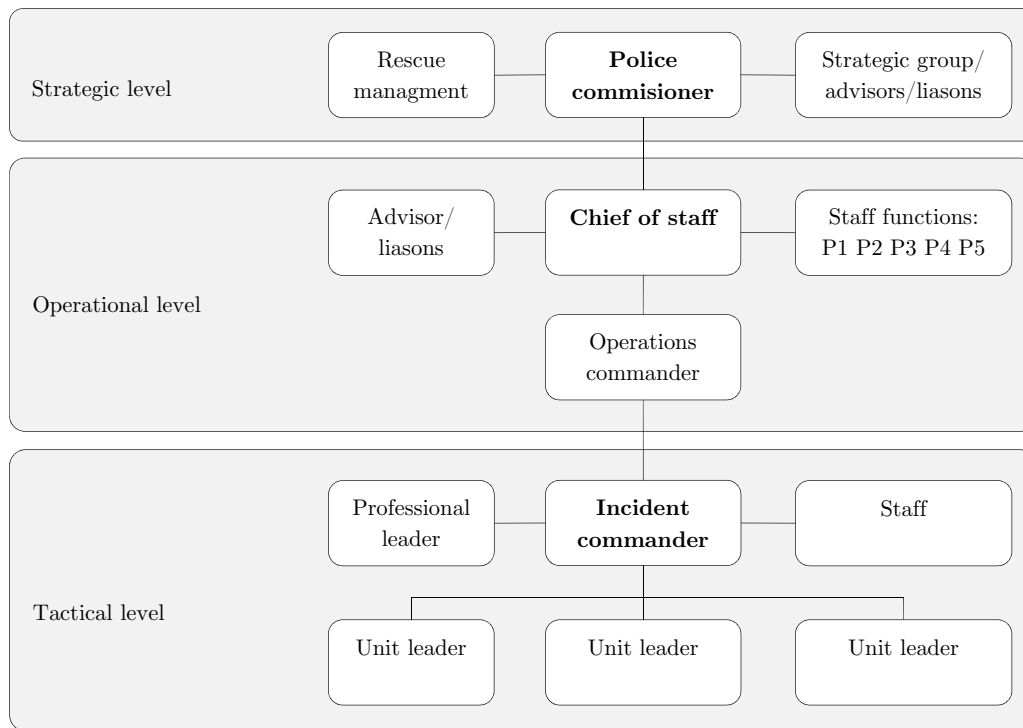 Strategic level
Rescue
managment
Police
commisioner
Strategic group/
advisors/liasons
Operational level
Advisor/
liasons
Chief of staff
Staff functions:
P1 P2 P3 P4 P5
Operations
commander
Tactical level
Professional
leader
Incident
commander
Staff
Unit leader
Unit leader
Unit leader